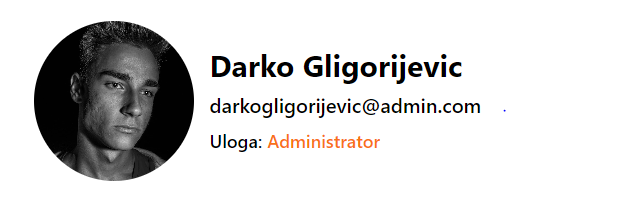 Darko Gligorijevic
darkogligorijevic@admin.com
Uloga: Administrator